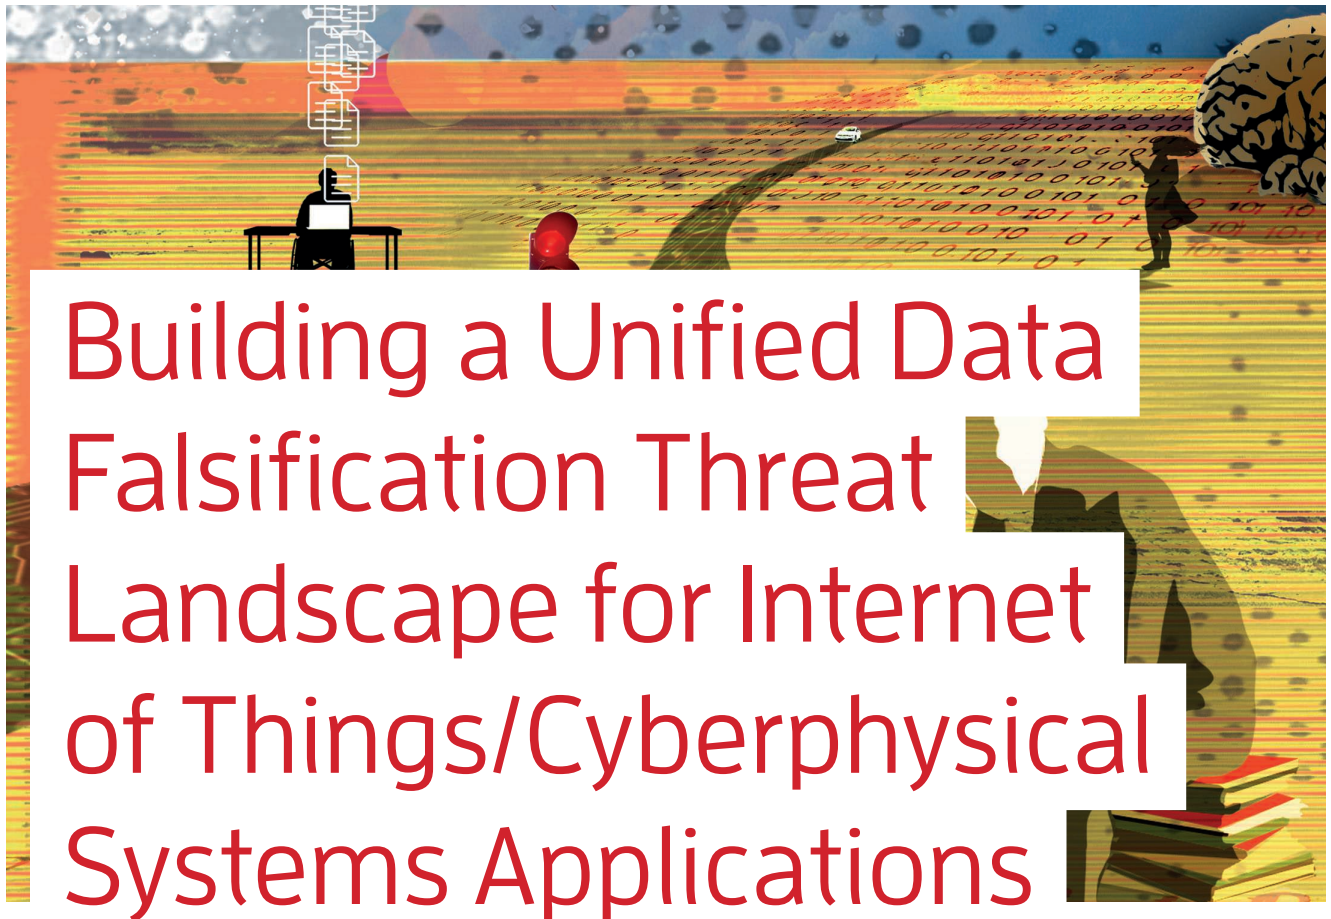 Building a Unified Data
Falsification Threat
Landscape for Internet
of Things/Cyberphysical
Systems Applications